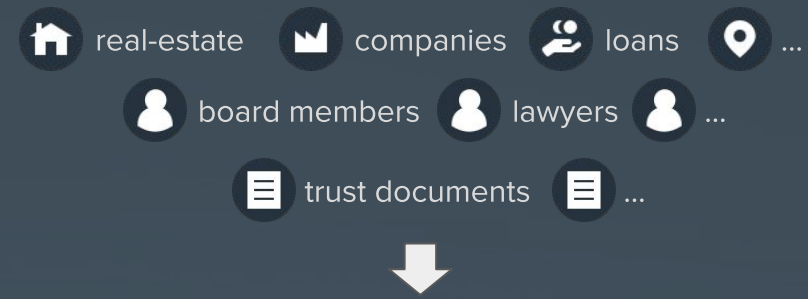 real-estate companies loans ...
board members lawyers ...
trust documents ...